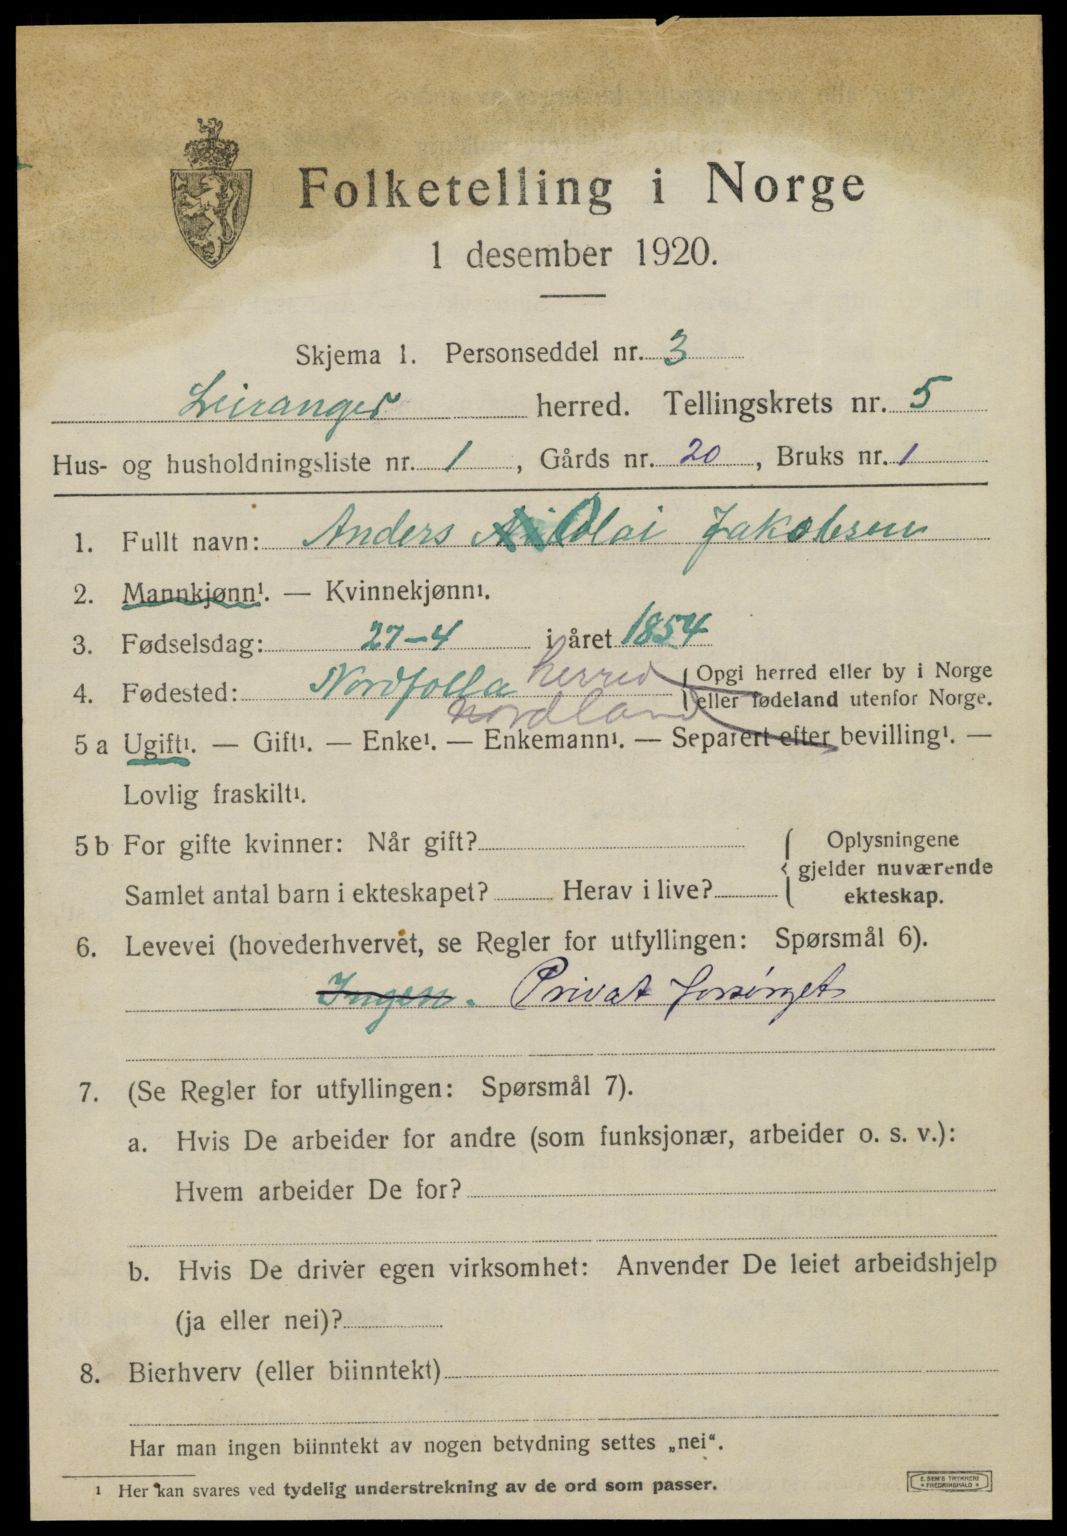 Folketelling i Norge
1 desember 1920.
Skjema 1. Personseddel nr. 3
Leiranger herred. Tellingskrets nr. 5
Hus- og husholdningsliste nr. 1, Gårds nr. 20, Bruks nr. 1
1. Fullt navn: Anders Olai Jakobsen
2. Mannkjønn¹. — Kvinnekjønn¹.
3. Fødselsdag: 27-4 i året 1854
4. Fødested: Nordfolla herred { Opgi herred eller by i Norge
nordland eller fødeland utenfor Norge.
5 a Ugift¹. — Gift¹. — Enke¹. — Enkemann¹. — Separert efter bevilling¹. —
Lovlig fraskilt¹.
5 b For gifte kvinner: Når gift? { Oplysningene
gjelder nuværende
Samlet antal barn i ekteskapet? Herav i live? ekteskap.
6. Levevei (hovederhvervet, se Regler for utfyllingen: Spørsmål 6).
Ingen. Privat forsørget
7. (Se Regler for utfyllingen: Spørsmål 7).
a. Hvis De arbeider for andre (som funksjonær, arbeider o. s. v.):
Hvem arbeider De for?
b. Hvis De driver egen virksomhet: Anvender De leiet arbeidshjelp
(ja eller nei)?
8. Bierhverv (eller biinntekt)
Har man ingen biinntekt av nogen betydning settes „nei“.
¹ Her kan svares ved tydelig understrekning av de ord som passer.
E. SEM'S TRYKKERI
FREDRIKSHALD